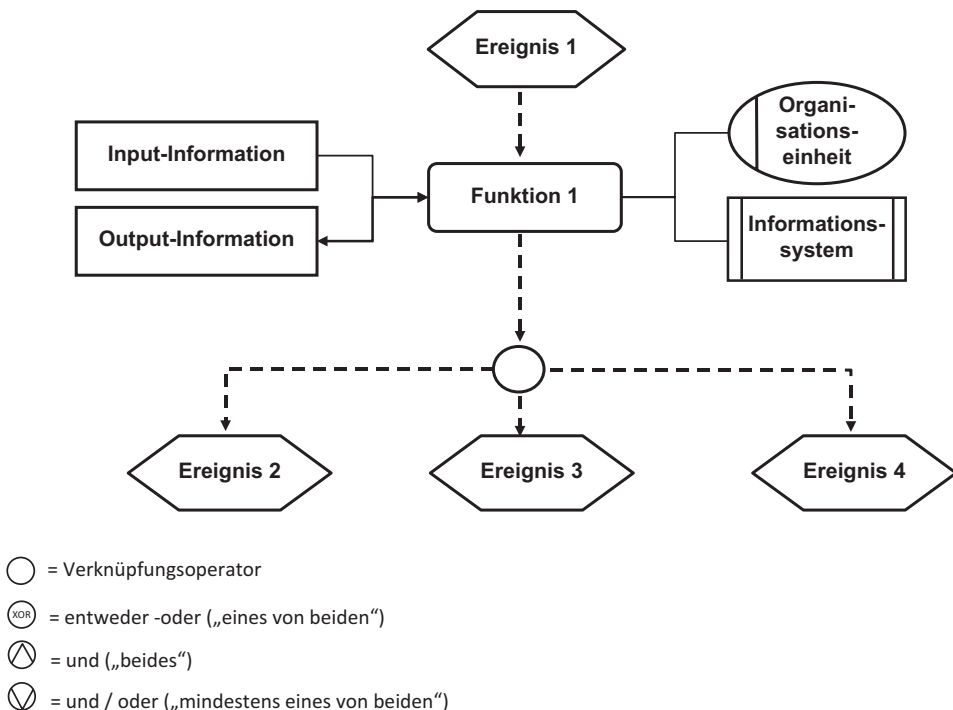 Ereignis 1
Input-Information
Output-Information
Funktion 1
Organi-
sations-
einheit
Informations-
system
Ereignis 2
Ereignis 3
Ereignis 4
= Verknüpfungsoperator
XOR = entweder -oder („eines von beiden“)
= und („beides“)
= und / oder („mindestens eines von beiden“)